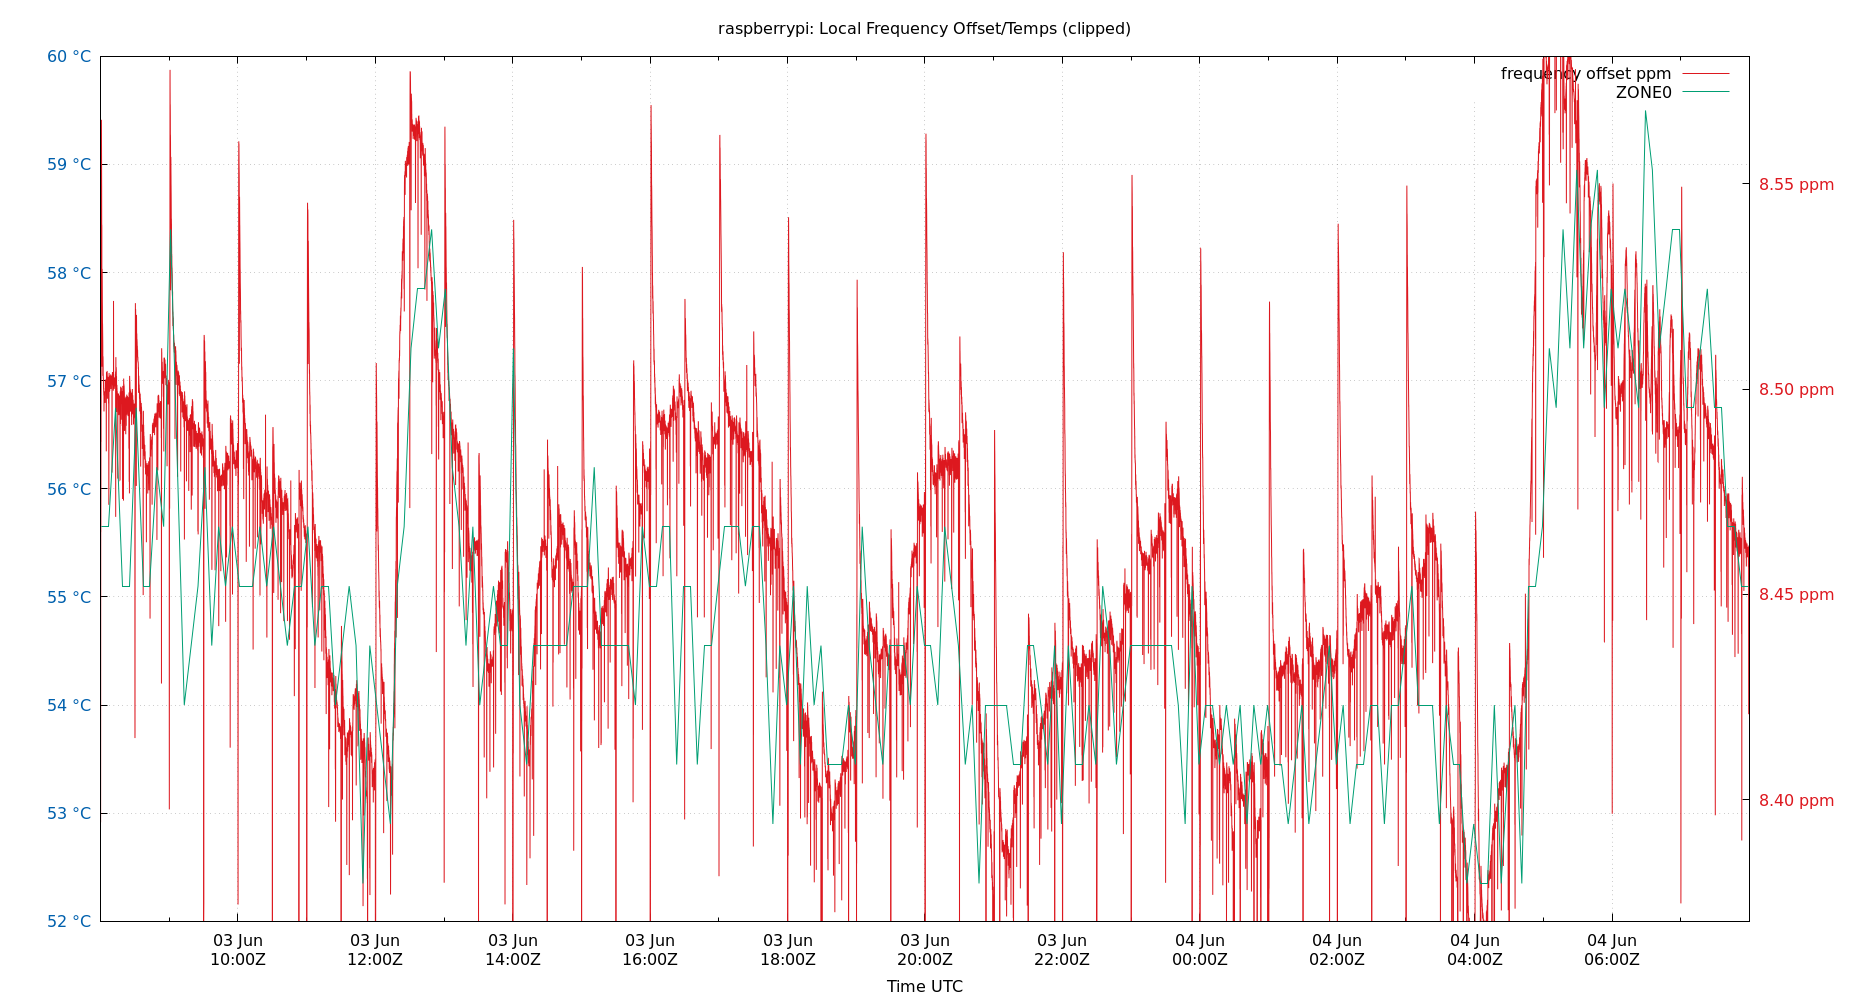 raspberrypi: Local Frequency Offset/Temps (clipped)
60 °C
59 °C
58 °C
57 °C
56 °C
55 °C
54 °C
53 °C
52 °C
frequency offset ppm
ZONE0
8.55 ppm
8.50 ppm
8.45 ppm
8.40 ppm
03 Jun
10:00Z
03 Jun
12:00Z
03 Jun
14:00Z
03 Jun
16:00Z
03 Jun
18:00Z
03 Jun
20:00Z
03 Jun
22:00Z
04 Jun
00:00Z
04 Jun
02:00Z
04 Jun
04:00Z
04 Jun
06:00Z
Time UTC